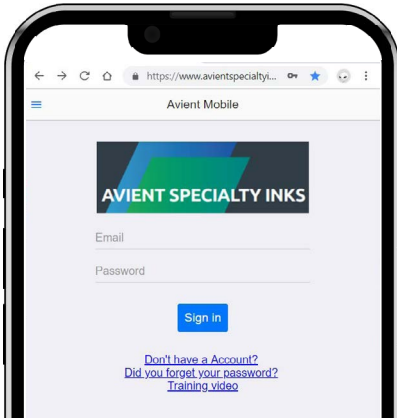 https://www.avientspecialtyi...
Avient Mobile
AVIENT SPECIALTY INKS
Email
Password
Sign in
Don't have a Account?
Did you forget your password?
Training video